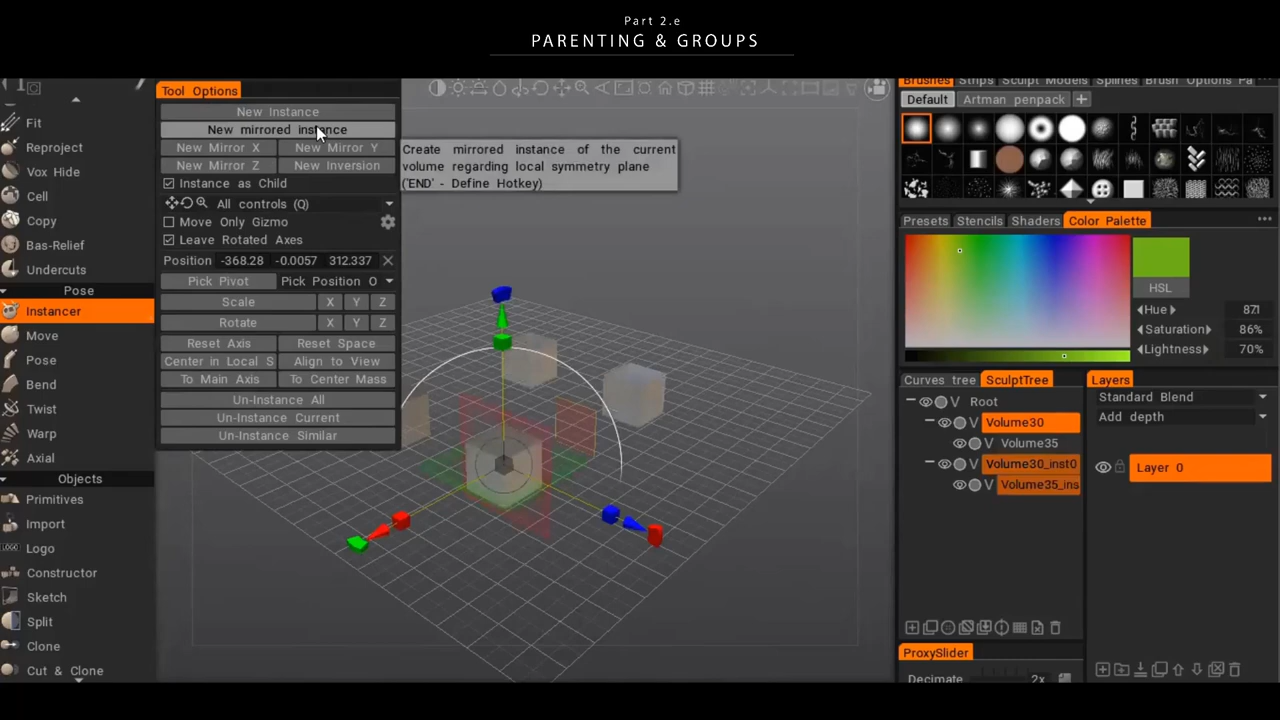 Part 2.e
PARENTING & GROUPS
Fit
Reproject
Vox Hide
Cell
Copy
Bas-Relief
Undercuts
Pose
Instancer
Move
Pose
Bend
Twist
Warp
Axial
Objects
Primitives
Import
LOGO Logo
Constructor
Sketch
Split
Clone
Cut & Clone
Tool Options
New Instance
New mirrored instance
New Mirror X New Mirror Y
New Mirror Z New Inversion
Instance as Child
All controls (Q)
Move Only Gizmo
Leave Rotated Axes
Position -368.28 -0.0057 312.337
Pick Pivot Pick Position O
Scale X Y Z
Rotate X Y Z
Reset Axis Reset Space
Center in Local S Align to View
To Main Axis To Center Mass
Un-Instance All
Un-Instance Current
Un-Instance Similar
Create mirrored instance of the current
volume regarding local symmetry plane
('END' - Define Hotkey)
Brushes Strips Sculpt Models Splines Brush Options Pa
Default Artman penpack
Presets Stencils Shaders Color Palette
HSL
Hue 87.1
Saturation 86%
Lightness 70%
Curves tree SculptTree
Root
V Volume30
V Volume35
V Volume30_inst0
V Volume35_ins
ProxySlider
Decimate 2x
Layers
Standard Blend
Add depth
Layer 0